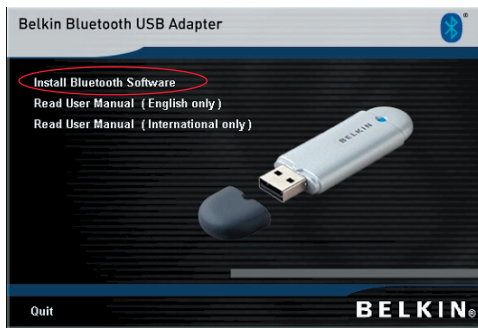 Belkin Bluetooth USB Adapter
Install Bluetooth Software
Read User Manual ( English only )
Read User Manual ( International only )
BELKIN
Quit
BELKIN®